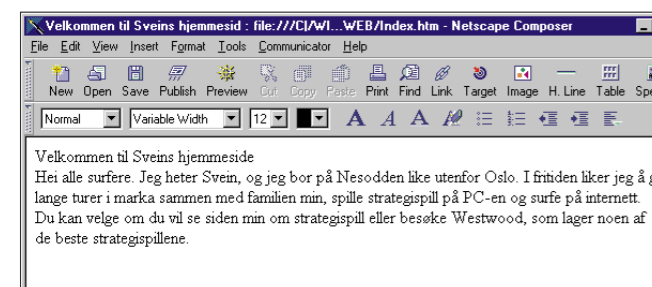 Velkommen til Sveins hjemmesid : file:///C|/WI...WEB/Index.htm - Netscape Composer
File Edit View Insert Format Tools Communicator Help
New Open Save Publish Preview Cut Copy Paste Print Find Link Target Image H. Line Table
Normal Variable Width 12
Velkommen til Sveins hjemmeside
Hei alle surfere. Jeg heter Svein, og jeg bor på Nesodden like utenfor Oslo. I fritiden liker jeg å
lange turer i marka sammen med familien min, spille strategispill på PC-en og surfe på internett.
Du kan velge om du vil se siden min om strategispill eller besøke Westwood, som lager noen af
de beste strategispillene.